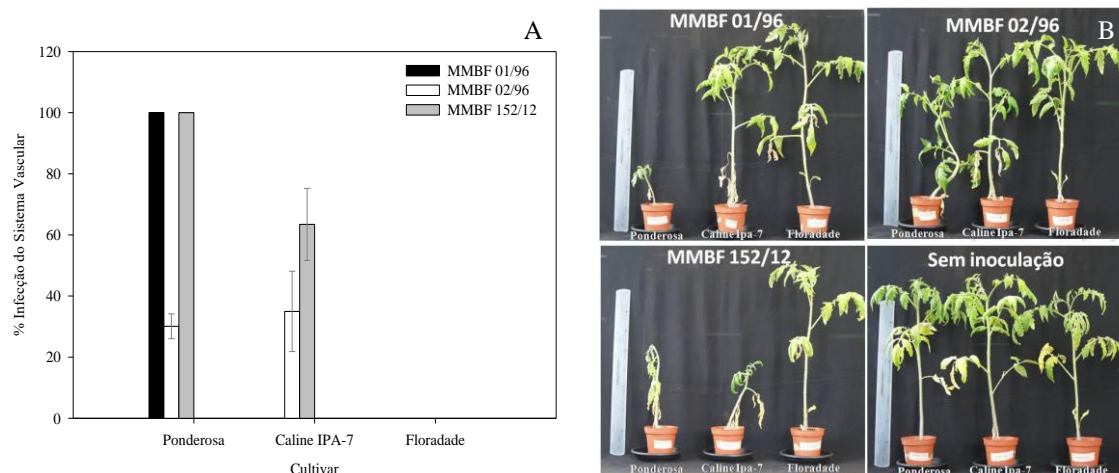 A
120
100
80
60
40
20
0
% Infecção do Sistema Vascular
MMBF 01/96
MMBF 02/96
MMBF 152/12
Ponderosa
Caline IPA-7
Floradade
Cultivar
B
MMBF 01/96
Ponderosa Caline Ipa-7 Floradade
MMBF 02/96
Ponderosa Caline Ipa-7 Floradade
MMBF 152/12
Ponderosa Caline Ipa-7 Floradade
Sem inoculação
Ponderosa Caline Ipa-7 Floradade